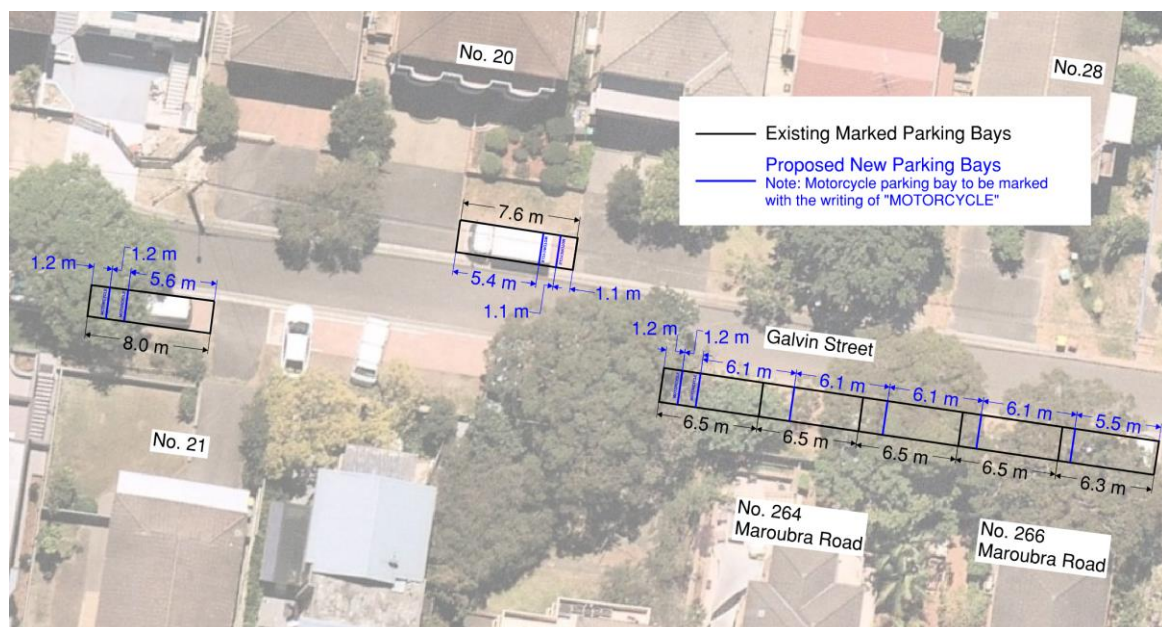 No. 20
No.28
Existing Marked Parking Bays
Proposed New Parking Bays
Note: Motorcycle parking bay to be marked
with the writing of "MOTORCYCLE"
7.6 m
5.4 m
1.1 m
1.1 m
1.2 m
1.2 m
5.6 m
8.0 m
Galvin Street
1.2 m
1.2 m
6.1 m
6.1 m
6.1 m
6.1 m
5.5 m
6.5 m
6.5 m
6.5 m
6.5 m
6.3 m
No. 21
No. 264
Maroubra Road
No. 266
Maroubra Road